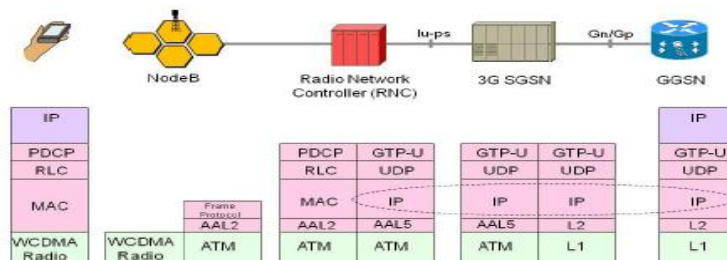 Iu-ps
Gn/Gp
NodeB
Radio Network
Controller (RNC)
3G SGSN
GGSN
IP
IP
PDCP
PDCP
GTP-U
GTP-U
GTP-U
GTP-U
RLC
RLC
UDP
UDP
UDP
UDP
MAC
Frame
Protocol
MAC
IP
IP
IP
IP
AAL2
AAL2
AAL5
AAL5
L2
L2
WCDMA
Radio
WCDMA
Radio
ATM
ATM
ATM
ATM
L1
L1